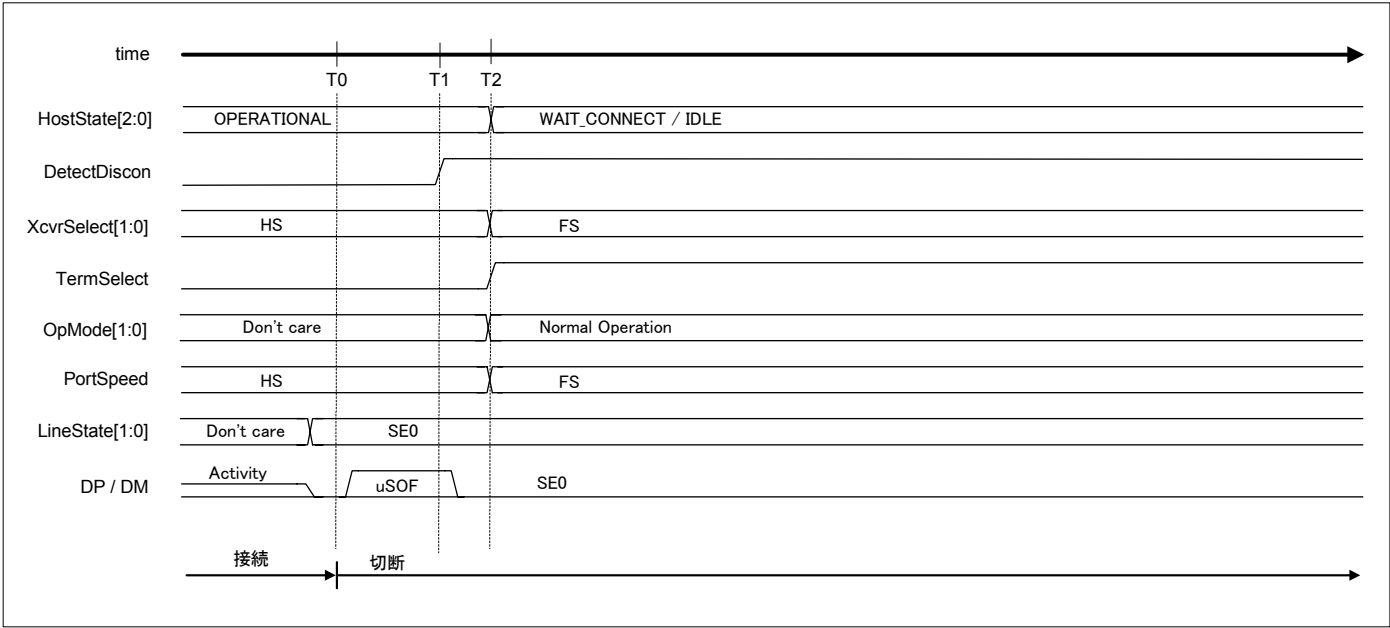 time
T0 T1 T2
HostState[2:0] OPERATIONAL WAIT_CONNECT / IDLE
DetectDiscon
XcvrSelect[1:0] HS FS
TermSelect
OpMode[1:0] Don't care Normal Operation
PortSpeed HS FS
LineState[1:0] Don't care SE0
DP / DM Activity uSOF SE0
接続 切断